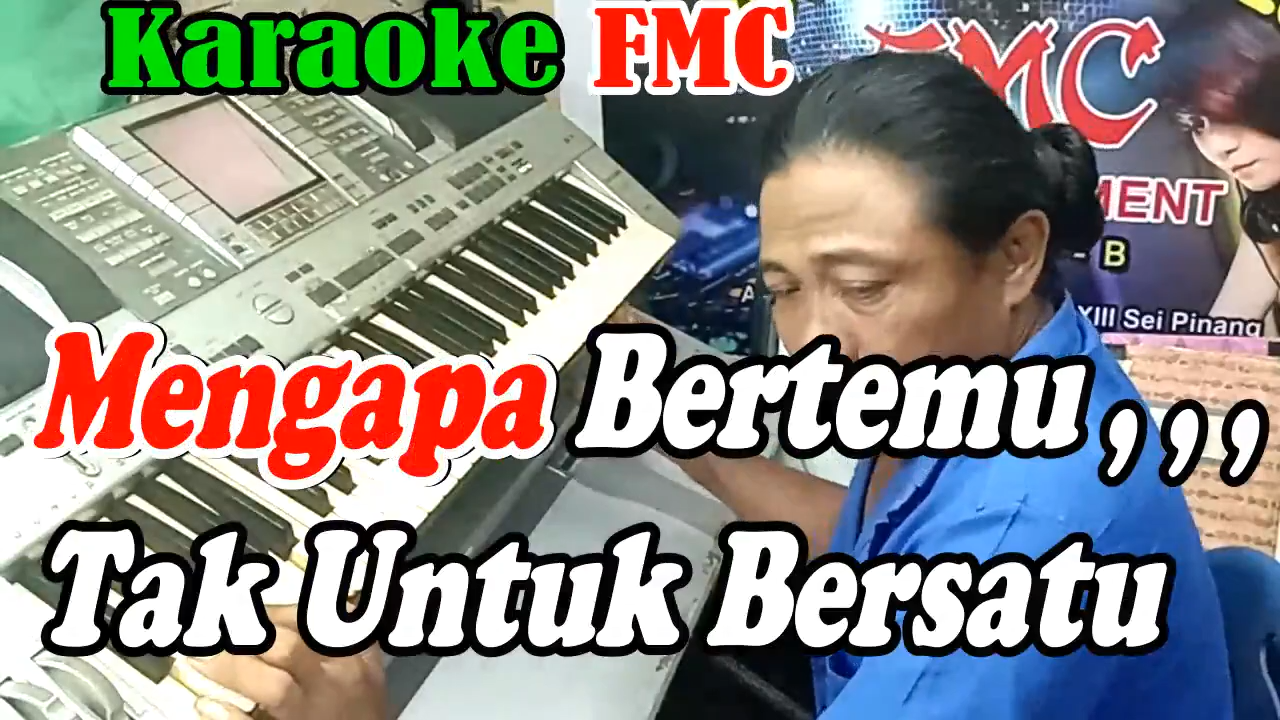 Karaoke FMC
FMC
MENT
- B
XIII Sei Pinang
Mengapa Bertemu , , ,
Tak Untuk Bersatu